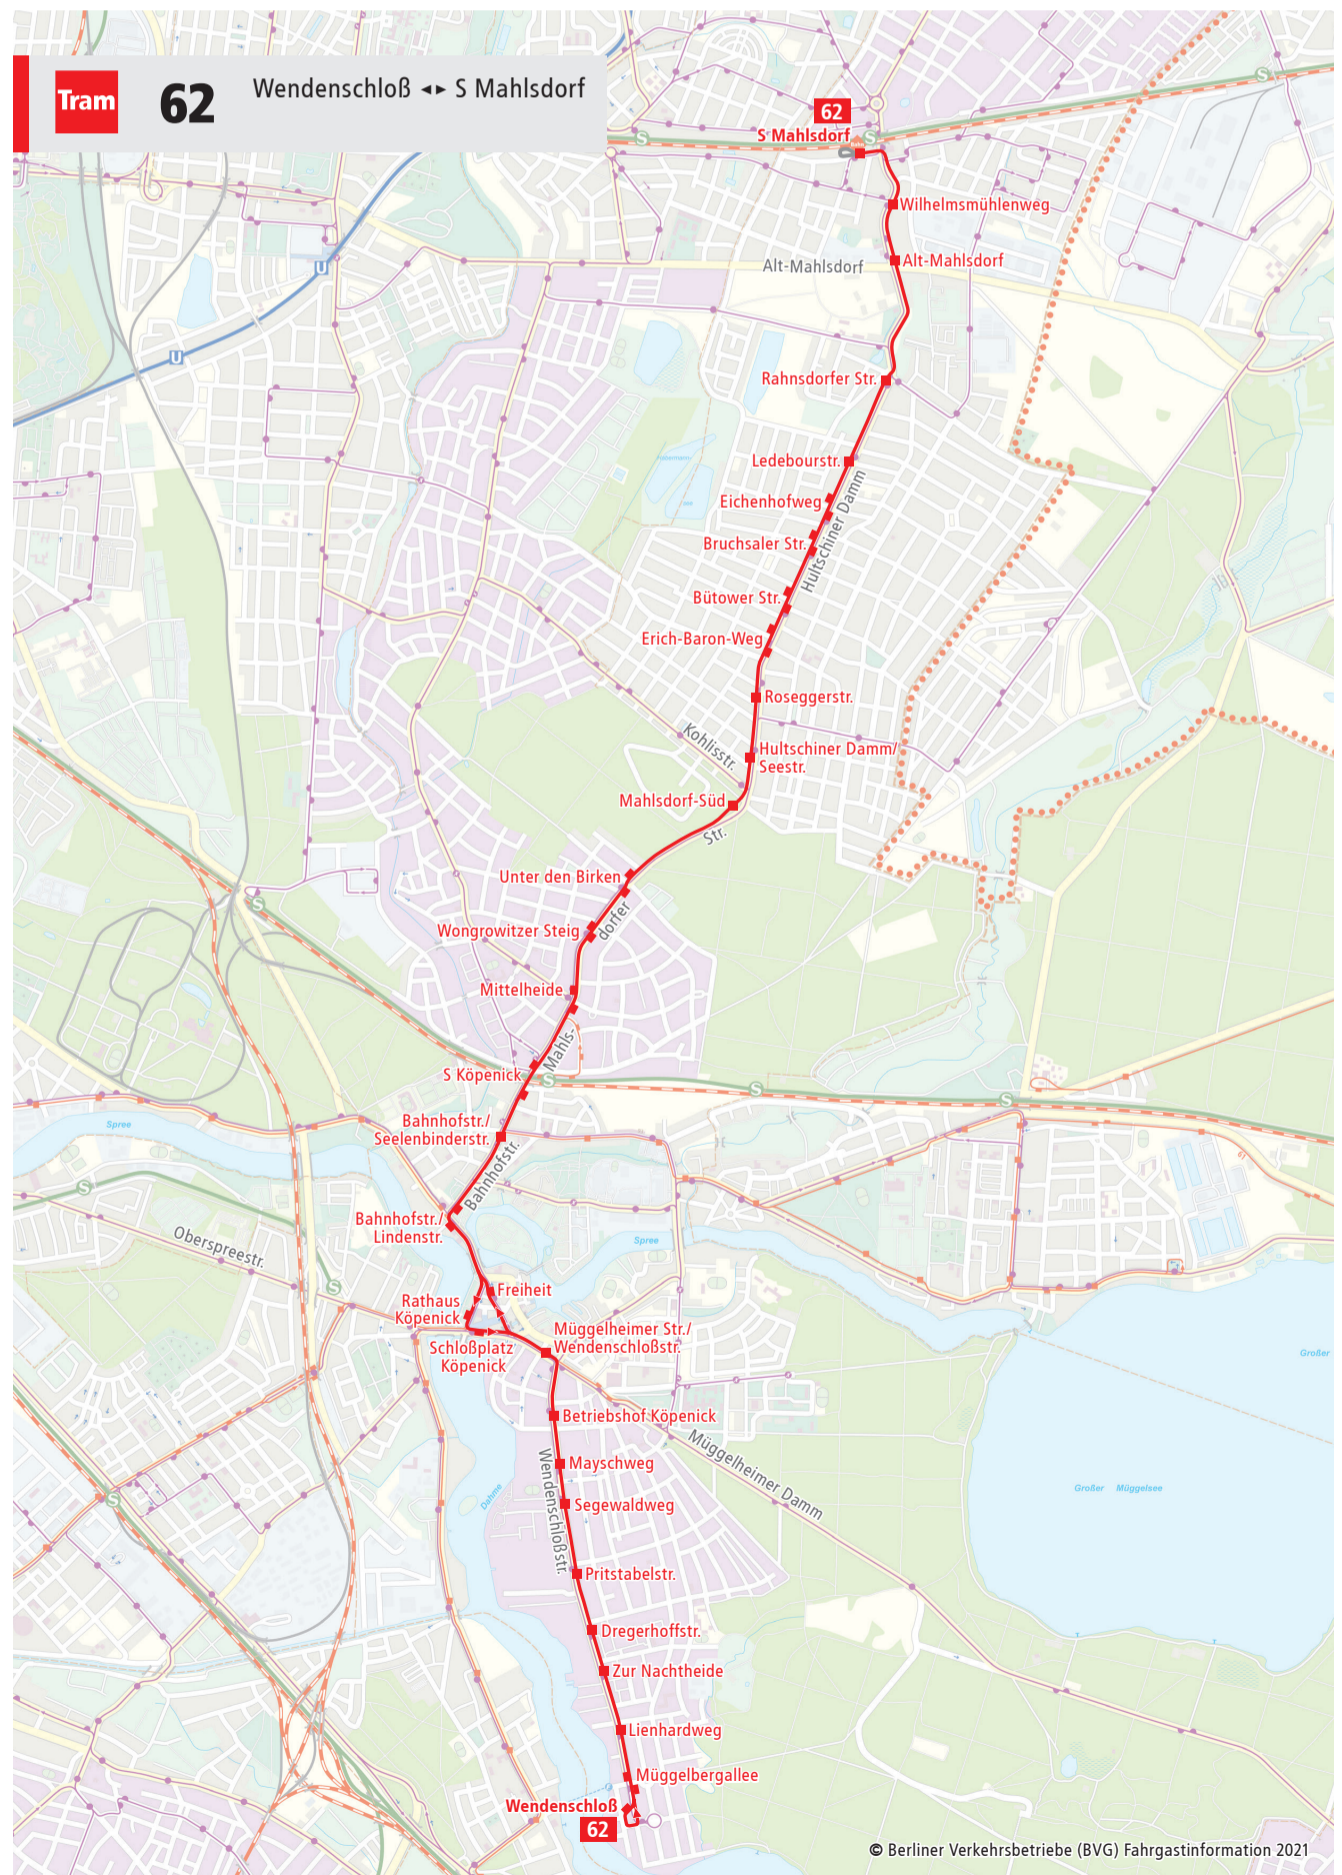 Tram 62 Wendenschloß ◄► S Mahlsdorf
62
S Mahlsdorf
S
S
S
Wilhelmsmühlenweg
Alt-Mahlsdorf
Alt-Mahlsdorf
U
U
Rahnsdorfer Str.
Ledebourstr.
Eichenhofweg
Hultschiner Damm
Bruchsaler Str.
Bütower Str.
Erich-Baron-Weg
Roseggerstr.
Kohlisstr.
Hultschiner Damm/
Seestr.
Mahlsdorf-Süd
Str.
Unter den Birken
S
dorfer
Wongrowitzer Steig
Mittelheide
Mahls-
S Köpenick
S
S
S
Bahnhofstr./
Seelenbinderstr.
Spree
Bahnhofstr.
S
Bahnhofstr./
Lindenstr.
Oberspreestr.
Spree
S
Freiheit
Rathaus
Köpenick
Schloßplatz
Köpenick
Müggelheimer Str./
Wendenschloßstr.
Großer
Betriebshof Köpenick
Müggelheimer Damm
Mayschweg
Wendenschloßstr.
Dahme
Großer Müggelsee
S
Segewaldweg
Pritstabelstr.
Dregerhoffstr.
Zur Nachtheide
Lienhardweg
Müggelbergallee
Wendenschloß
62
© Berliner Verkehrsbetriebe (BVG) Fahrgastinformation 2021